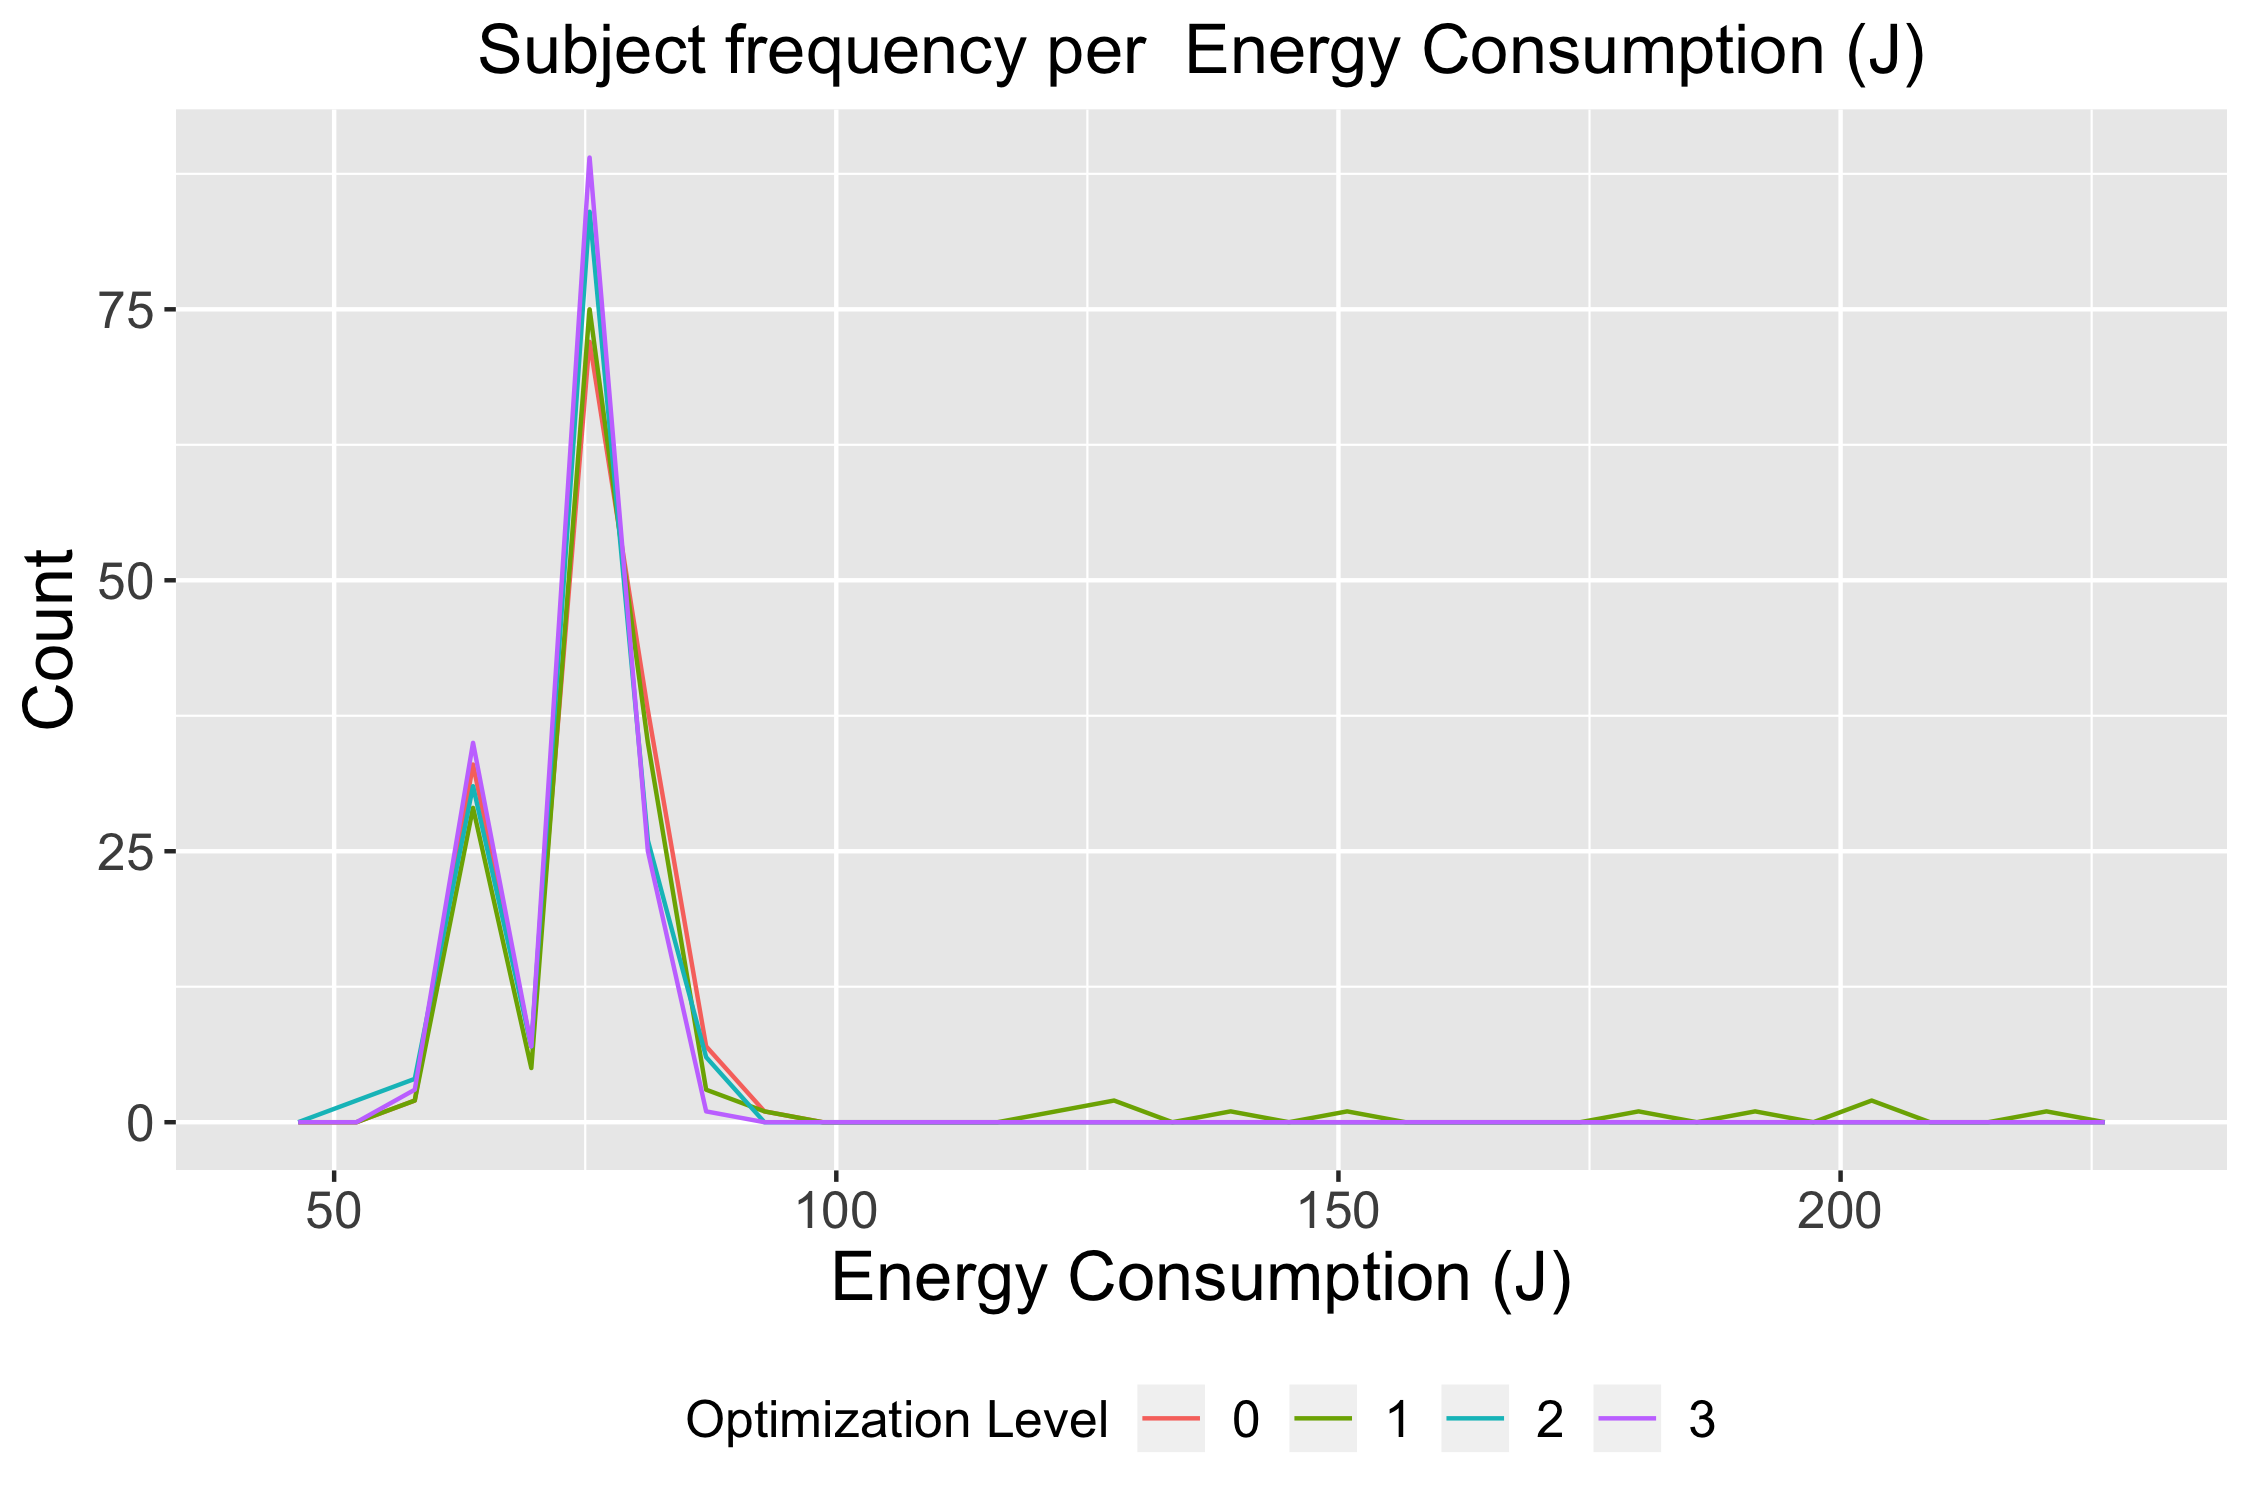 Subject frequency per  Energy Consumption (J)
Count
75
50
25
0
50 100 150 200
Energy Consumption (J)
Optimization Level 0 1 2 3